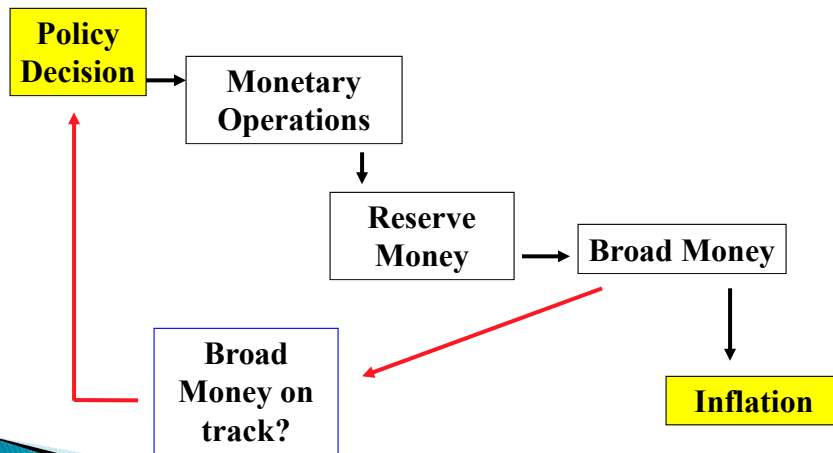 Policy
Decision
Monetary
Operations
Reserve
Money
Broad Money
Broad
Money on
track?
Inflation